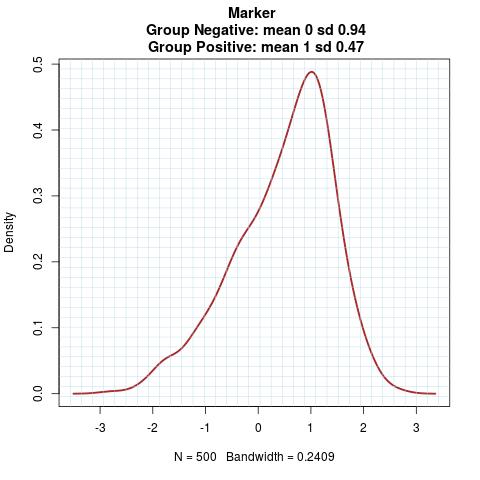 Marker
Group Negative: mean 0 sd 0.94
Group Positive: mean 1 sd 0.47
Density
0.5
0.4
0.3
0.2
0.1
0.0
-3 -2 -1 0 1 2 3
N = 500 Bandwidth = 0.2409